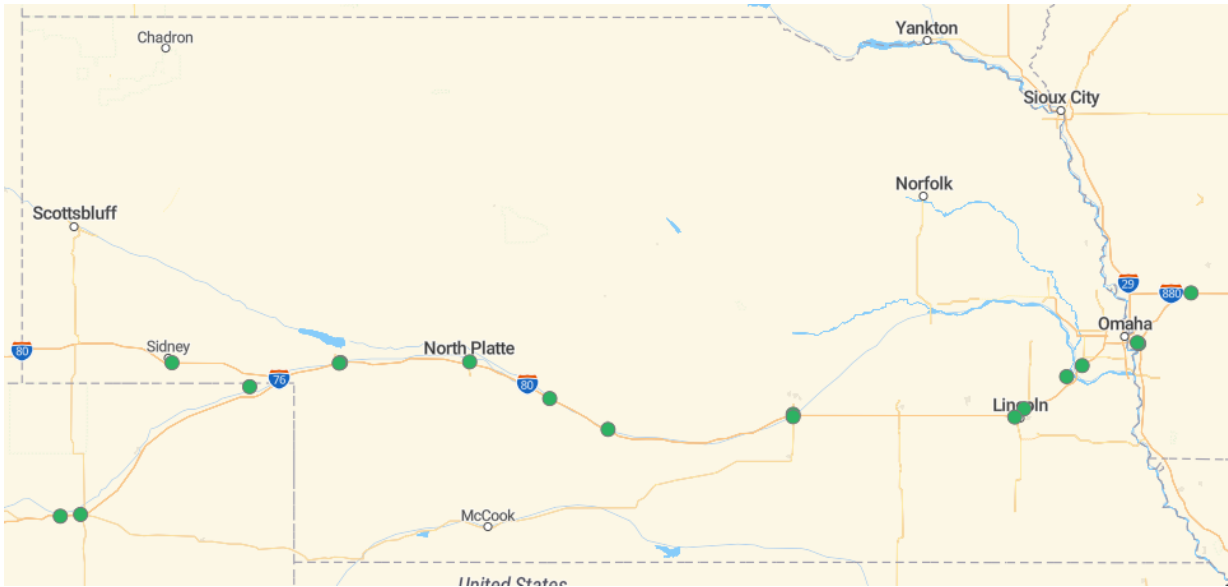 Chadron
Yankton
Sioux City
Norfolk
Scottsbluff
29
880
Omaha
80
Sidney
North Platte
76
80
Lincoln
McCook
United States